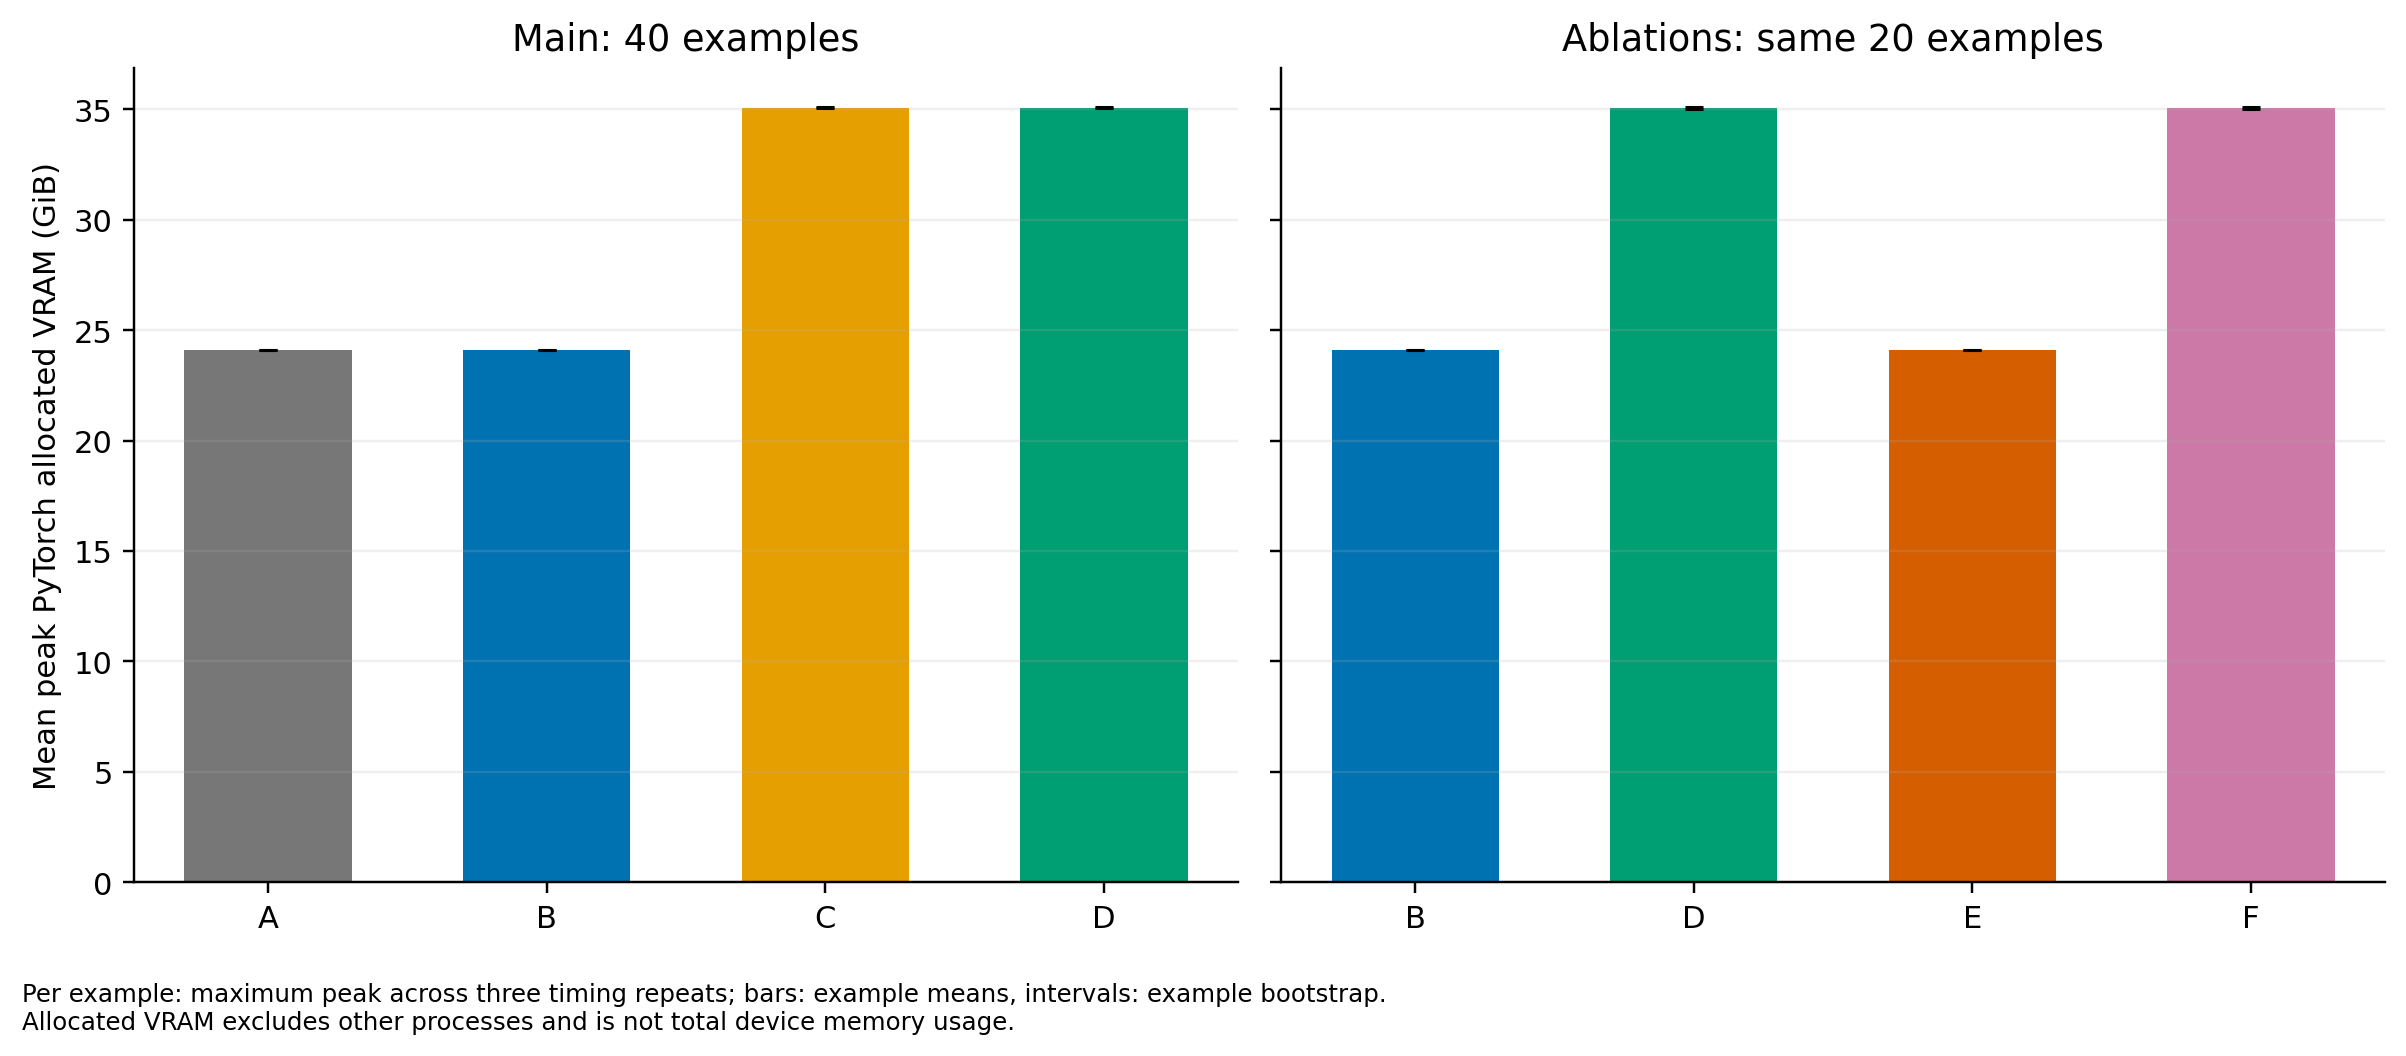 Main: 40 examples
Ablations: same 20 examples
Mean peak PyTorch allocated VRAM (GiB)
35
30
25
20
15
10
5
0
A B C D
B D E F
Per example: maximum peak across three timing repeats; bars: example means, intervals: example bootstrap.
Allocated VRAM excludes other processes and is not total device memory usage.